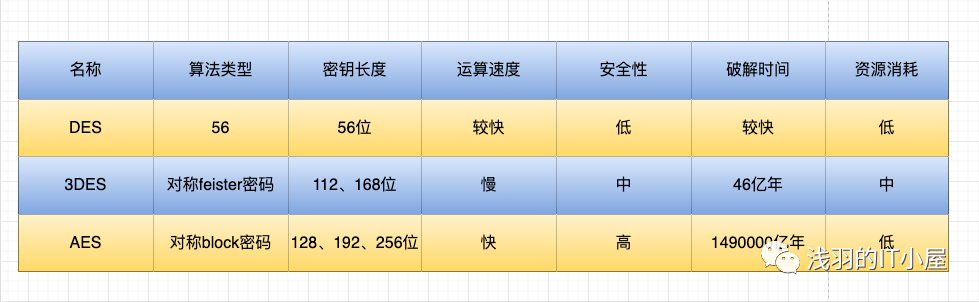 名称 算法类型 密钥长度 运算速度 安全性 破解时间 资源消耗
DES 56 56位 较快 低 较快 低
3DES 对称feister密码 112、168位 慢 中 46亿年 中
AES 对称block密码 128、192、256位 快 高 1490000亿年 低
浅羽的IT小屋